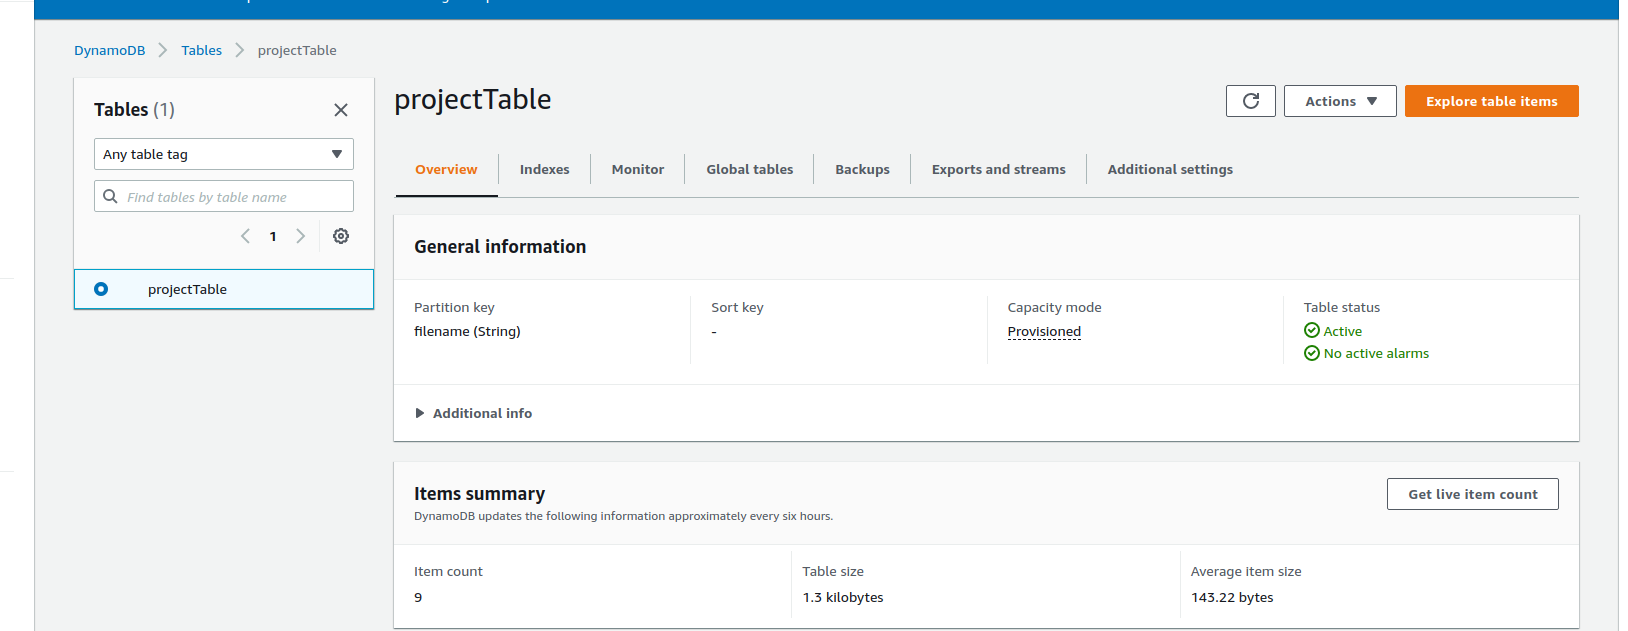 DynamoDB > Tables > projectTable
Tables (1)
Any table tag
Find tables by table name
1
projectTable
projectTable
Actions
Explore table items
Overview
Indexes
Monitor
Global tables
Backups
Exports and streams
Additional settings
General information
Partition key
filename (String)
Sort key
-
Capacity mode
Provisioned
Table status
Active
No active alarms
Additional info
Items summary
DynamoDB updates the following information approximately every six hours.
Get live item count
Item count
9
Table size
1.3 kilobytes
Average item size
143.22 bytes